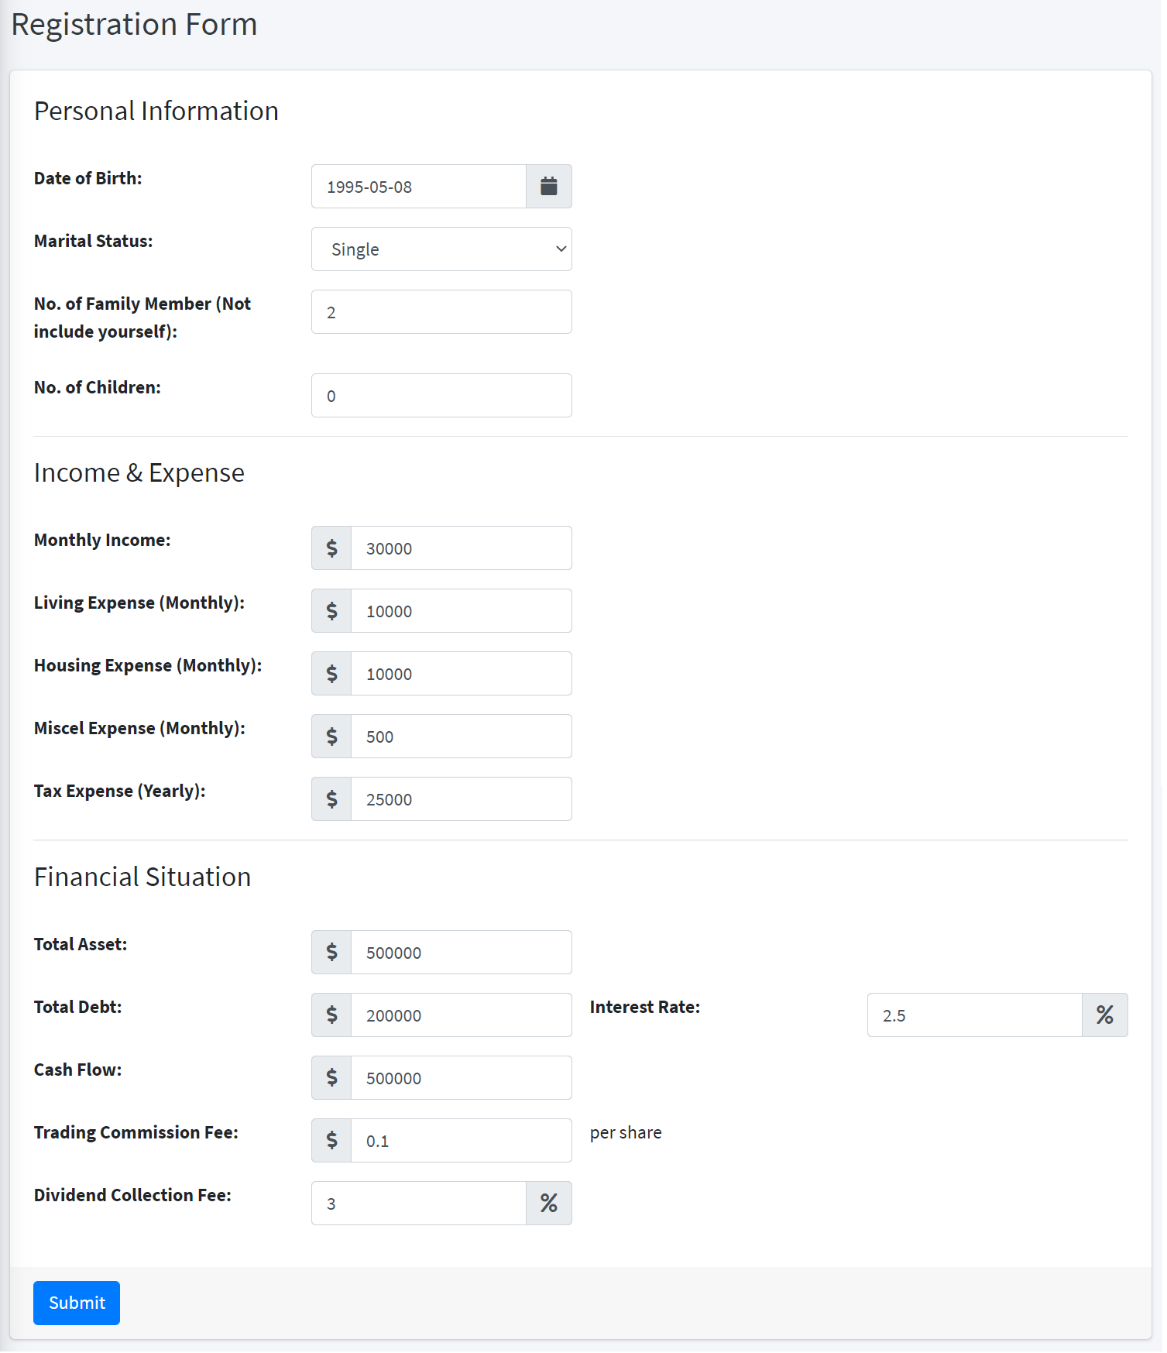 Registration Form
Personal Information
Date of Birth: 1995-05-08
Marital Status: Single
No. of Family Member (Not
include yourself): 2
No. of Children: 0
Income & Expense
Monthly Income: $ 30000
Living Expense (Monthly): $ 10000
Housing Expense (Monthly): $ 10000
Miscel Expense (Monthly): $ 500
Tax Expense (Yearly): $ 25000
Financial Situation
Total Asset: $ 500000
Total Debt: $ 200000 Interest Rate: 2.5 %
Cash Flow: $ 500000
Trading Commission Fee: $ 0.1 per share
Dividend Collection Fee: 3 %
Submit